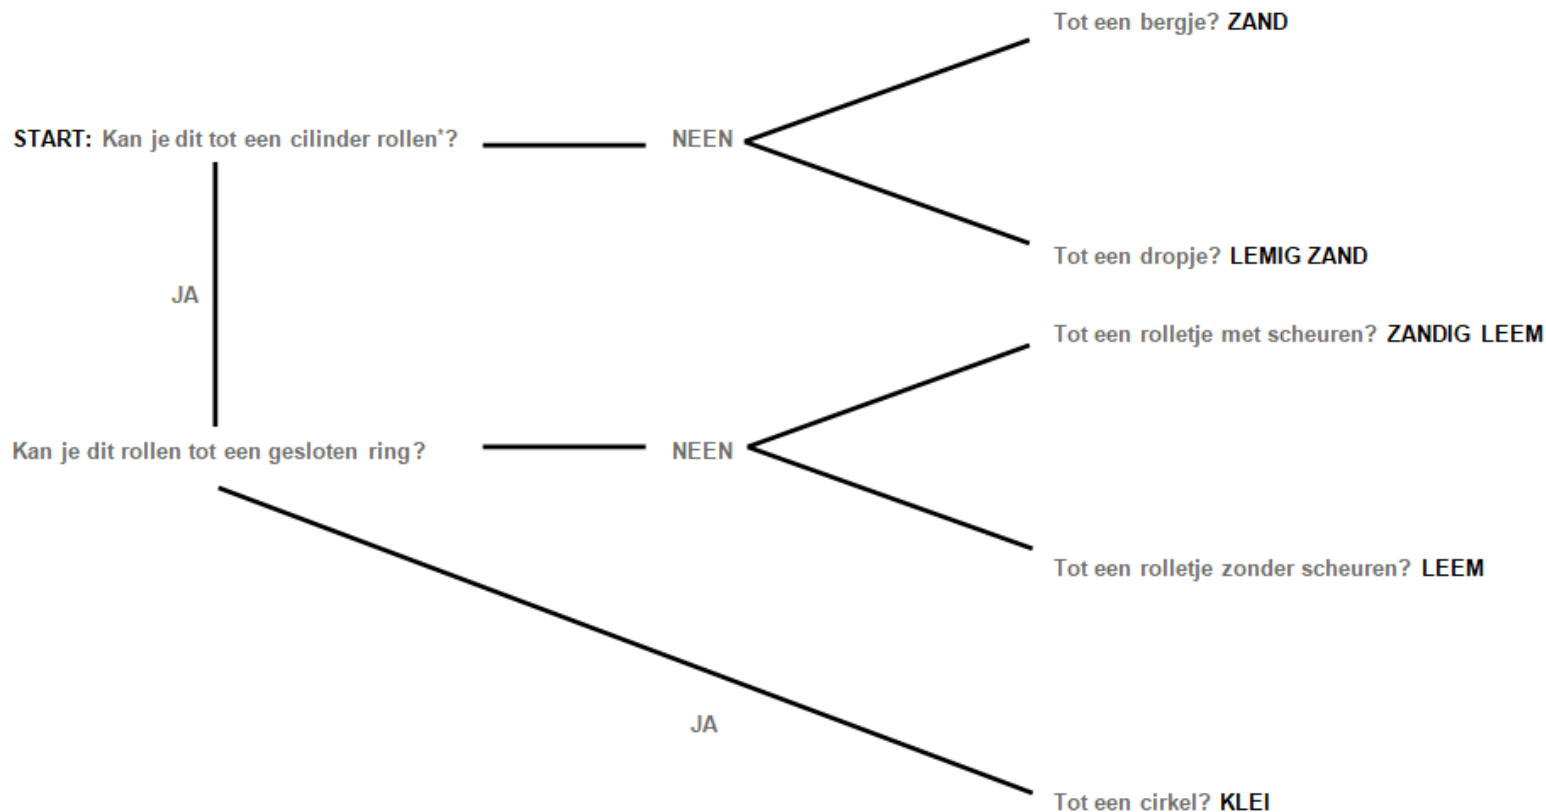 Tot een bergje? ZAND
START: Kan je dit tot een cilinder rollen*?
NEEN
Tot een dropje? LEMIG ZAND
JA
Tot een rolletje met scheuren? ZANDIG LEEM
Kan je dit rollen tot een gesloten ring?
NEEN
Tot een rolletje zonder scheuren? LEEM
JA
Tot een cirkel? KLEI